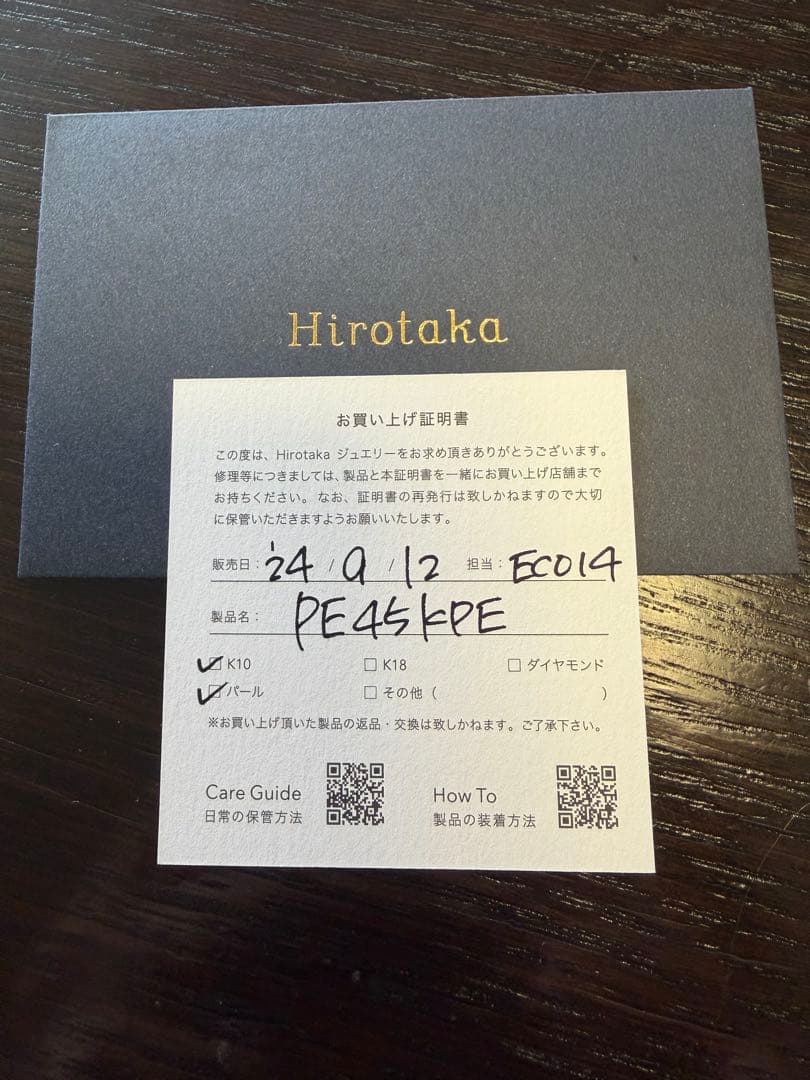 Hirotaka
お買い上げ証明書
この度は、Hirotaka ジュエリーをお求め頂きありがとうございます。
修理等につきましては、製品と本証明書を一緒にお買い上げ店舗まで
お持ちください。なお、証明書の再発行は致しかねますので大切
に保管いただきますようお願いいたします。
販売日：'24 / 9 / 12 担当：EC014
製品名：PE45KPE
K10 K18 ダイヤモンド
パール その他（ ）
※お買い上げ頂いた製品の返品・交換は致しかねます。ご了承下さい。
Care Guide How To
日常の保管方法 製品の装着方法